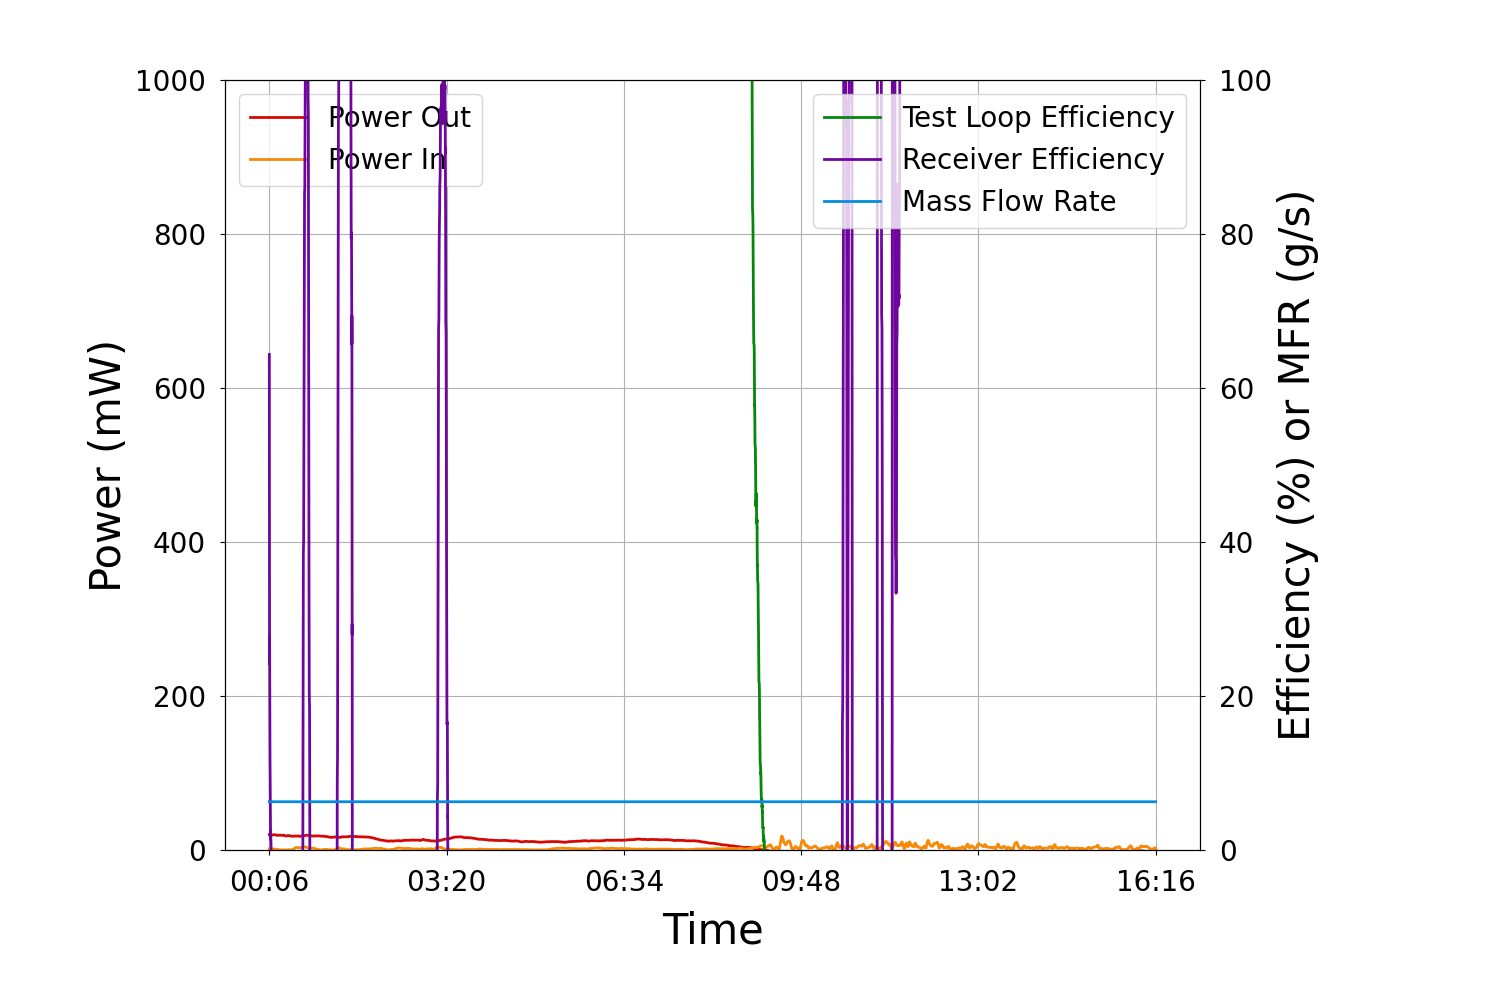 1000
800
600
400
200
0
Power (mW)
Power Out
Power In
Test Loop Efficiency
Receiver Efficiency
Mass Flow Rate
100
80
60
40
20
0
Efficiency (%) or MFR (g/s)
00:06 03:20 06:34 09:48 13:02 16:16
Time